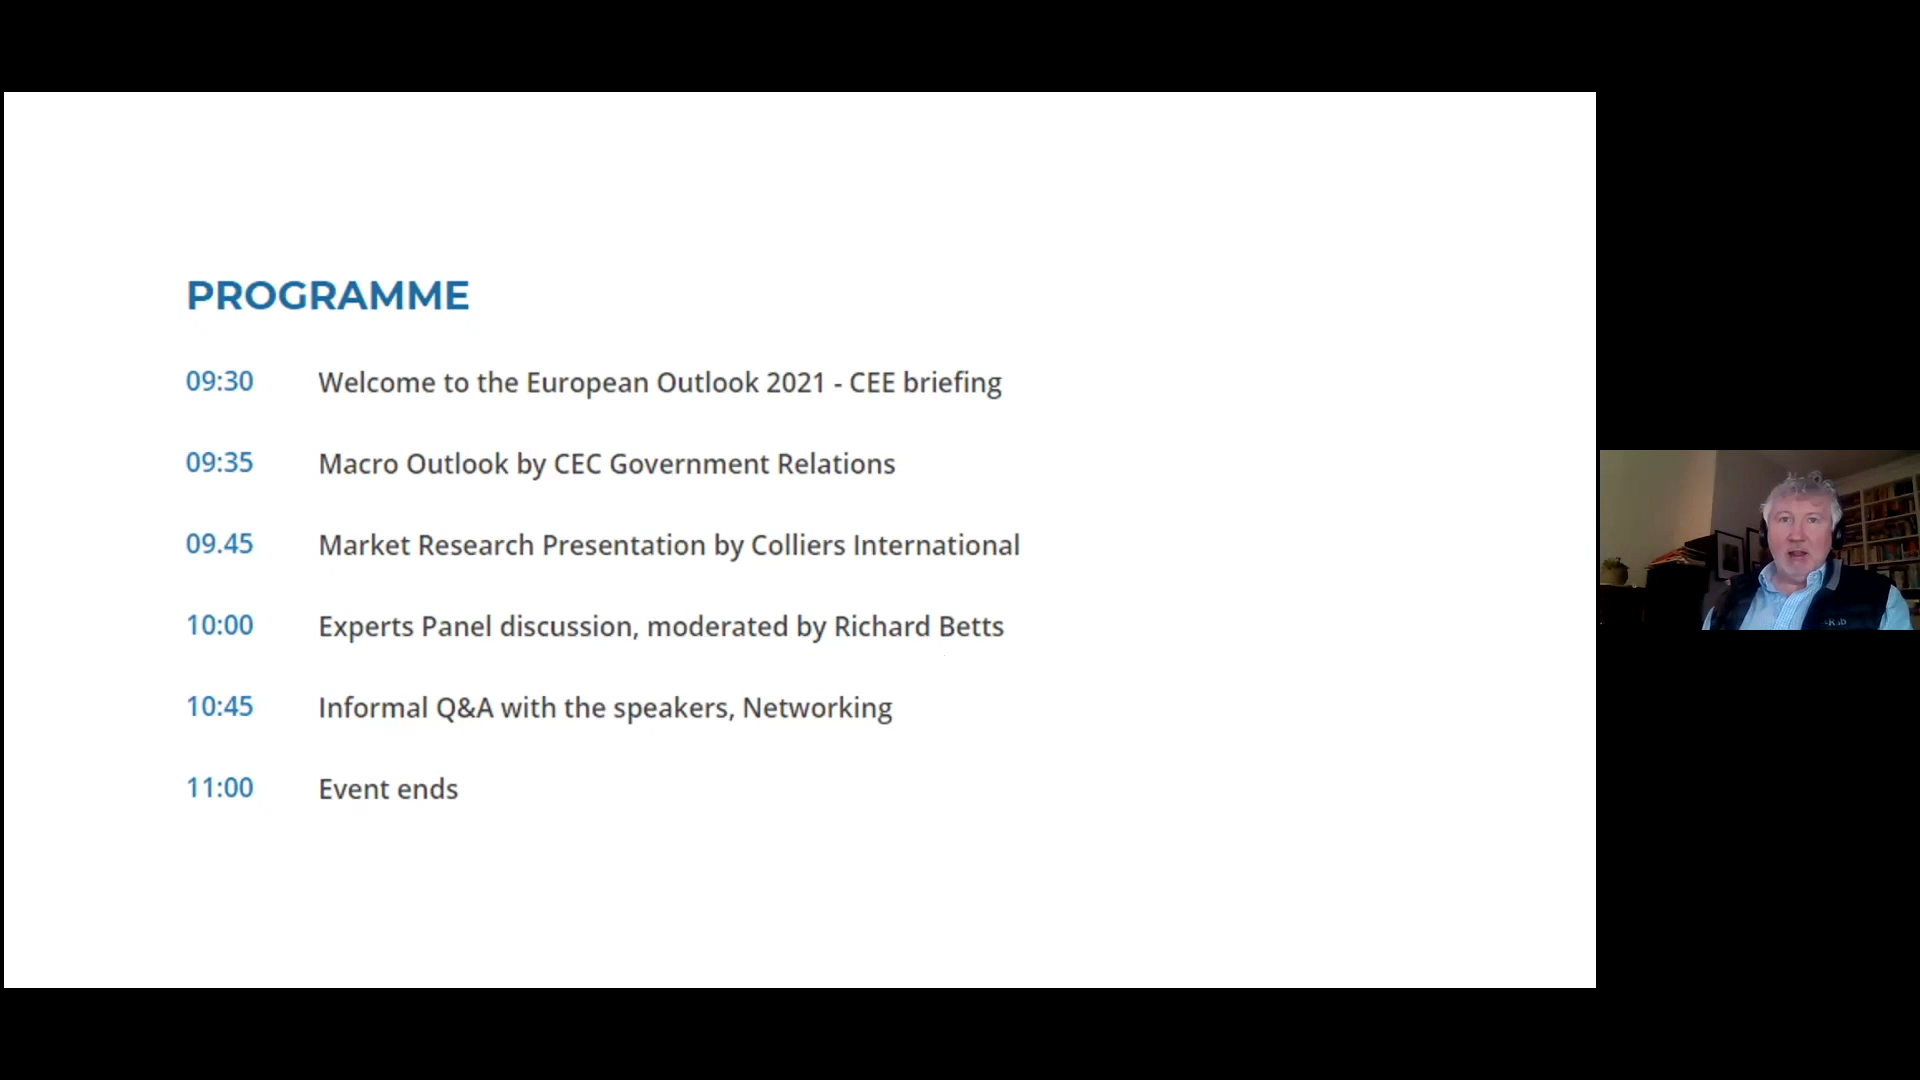 PROGRAMME
09:30 Welcome to the European Outlook 2021 - CEE briefing
09:35 Macro Outlook by CEC Government Relations
09.45 Market Research Presentation by Colliers International
10:00 Experts Panel discussion, moderated by Richard Betts
10:45 Informal Q&A with the speakers, Networking
11:00 Event ends